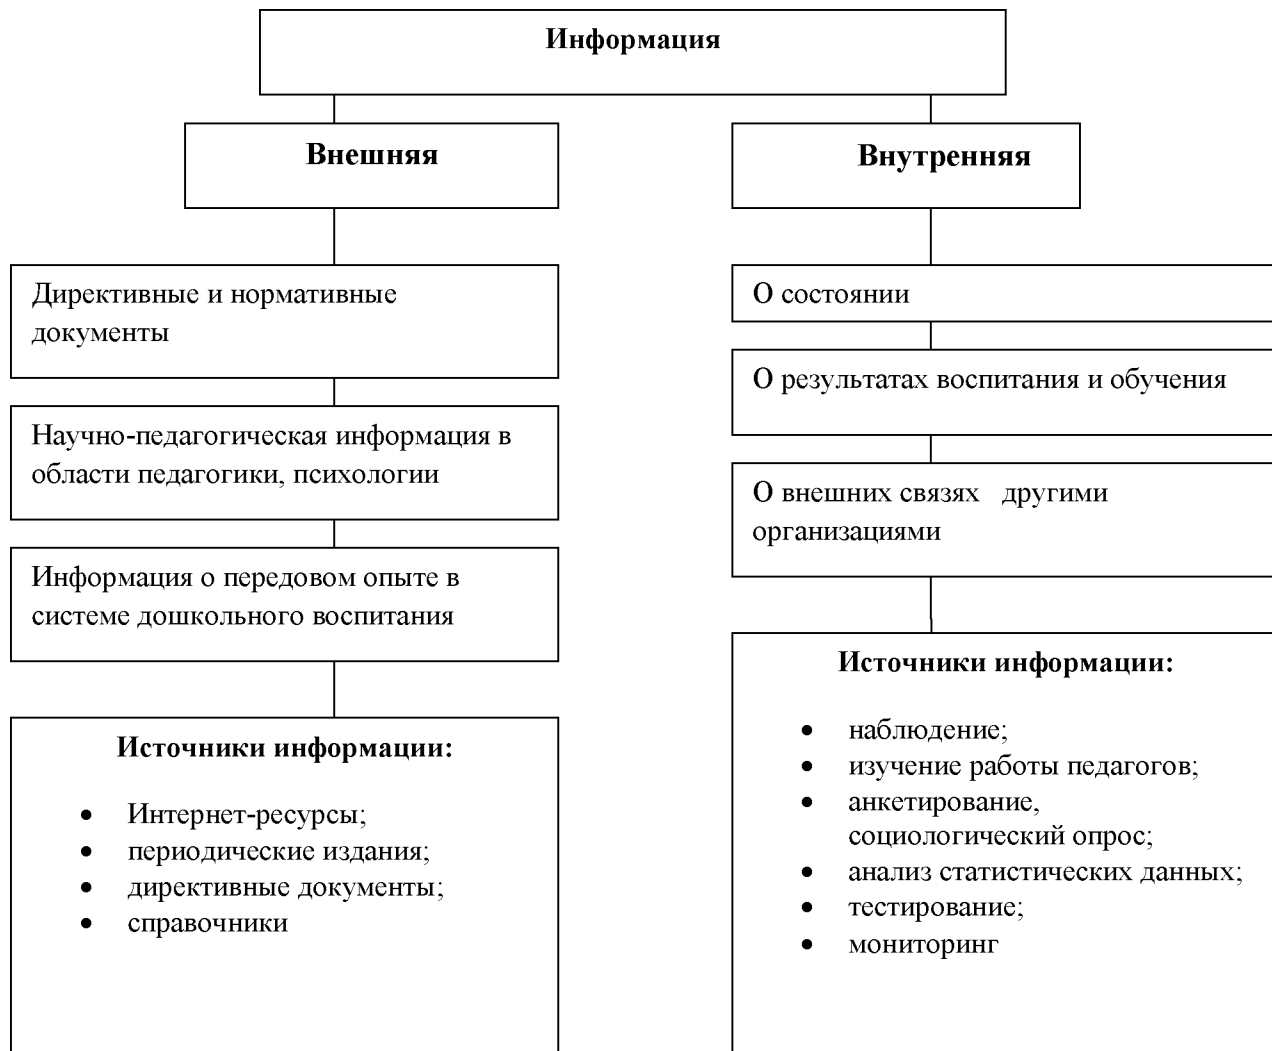 Информация
Внешняя
Директивные и нормативные
документы
Научно-педагогическая информация в
области педагогики, психологии
Информация о передовом опыте в
системе дошкольного воспитания
Источники информации:
• Интернет-ресурсы;
• периодические издания;
• директивные документы;
• справочники
Внутренняя
О состоянии
О результатах воспитания и обучения
О внешних связях   другими
организациями
Источники информации:
• наблюдение;
• изучение работы педагогов;
• анкетирование,
социологический опрос;
• анализ статистических данных;
• тестирование;
• мониторинг